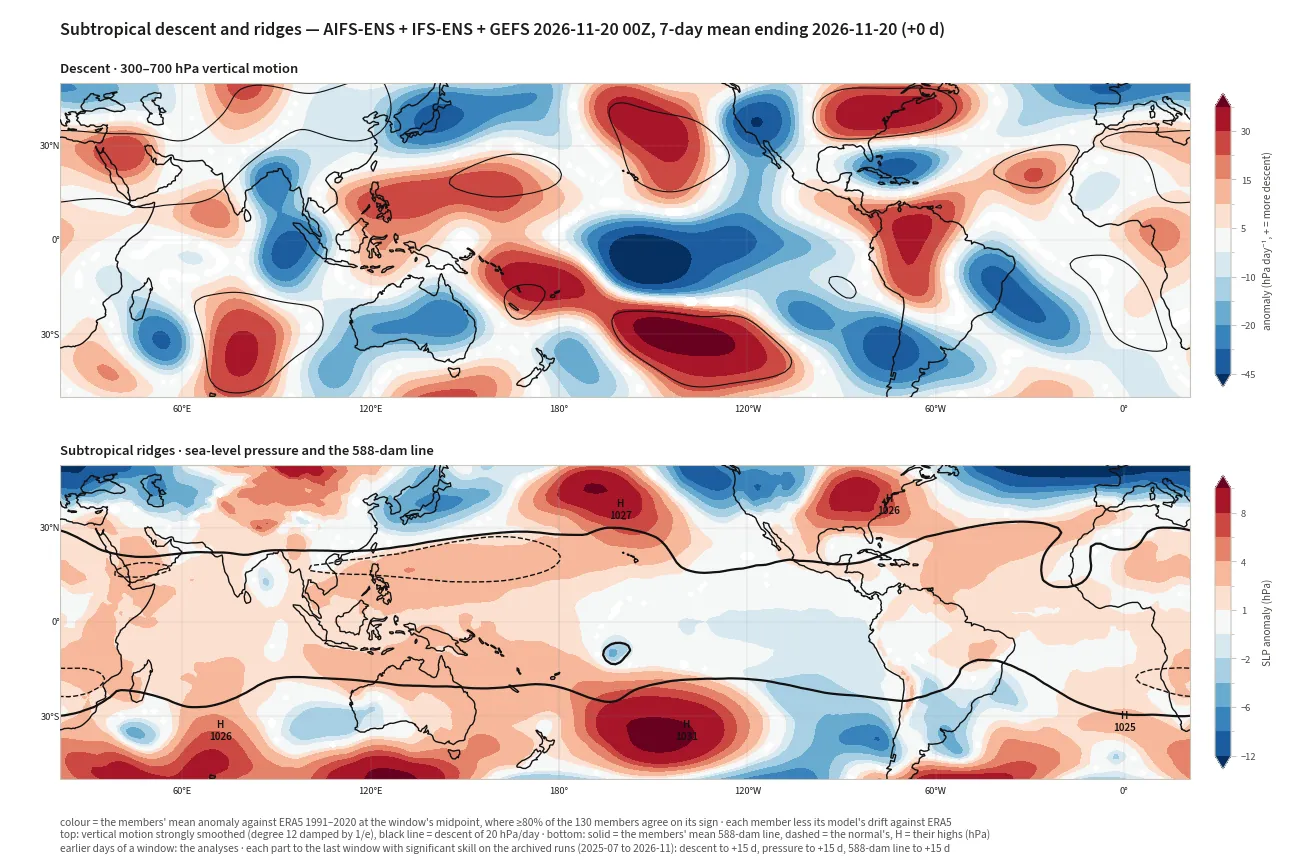 Subtropical descent and ridges — AIFS-ENS + IFS-ENS + GEFS 2026-11-20 00Z, 7-day mean ending 2026-11-20 (+0 d)
Descent · 300–700 hPa vertical motion
30°N
0°
30°S
60°E
120°E
180°
120°W
60°W
0°
30
15
5
−10
−20
−45
anomaly (hPa day⁻¹, + = more descent)
Subtropical ridges · sea-level pressure and the 588-dam line
30°N
0°
30°S
H
1027
H
1026
H
1026
H
1031
H
1025
60°E
120°E
180°
120°W
60°W
0°
8
4
1
−2
−6
−12
SLP anomaly (hPa)
colour = the members' mean anomaly against ERA5 1991–2020 at the window's midpoint, where ≥80% of the 130 members agree on its sign · each member less its model's drift against ERA5
top: vertical motion strongly smoothed (degree 12 damped by 1/e), black line = descent of 20 hPa/day · bottom: solid = the members' mean 588-dam line, dashed = the normal's, H = their highs (hPa)
earlier days of a window: the analyses · each part to the last window with significant skill on the archived runs (2025-07 to 2026-11): descent to +15 d, pressure to +15 d, 588-dam line to +15 d